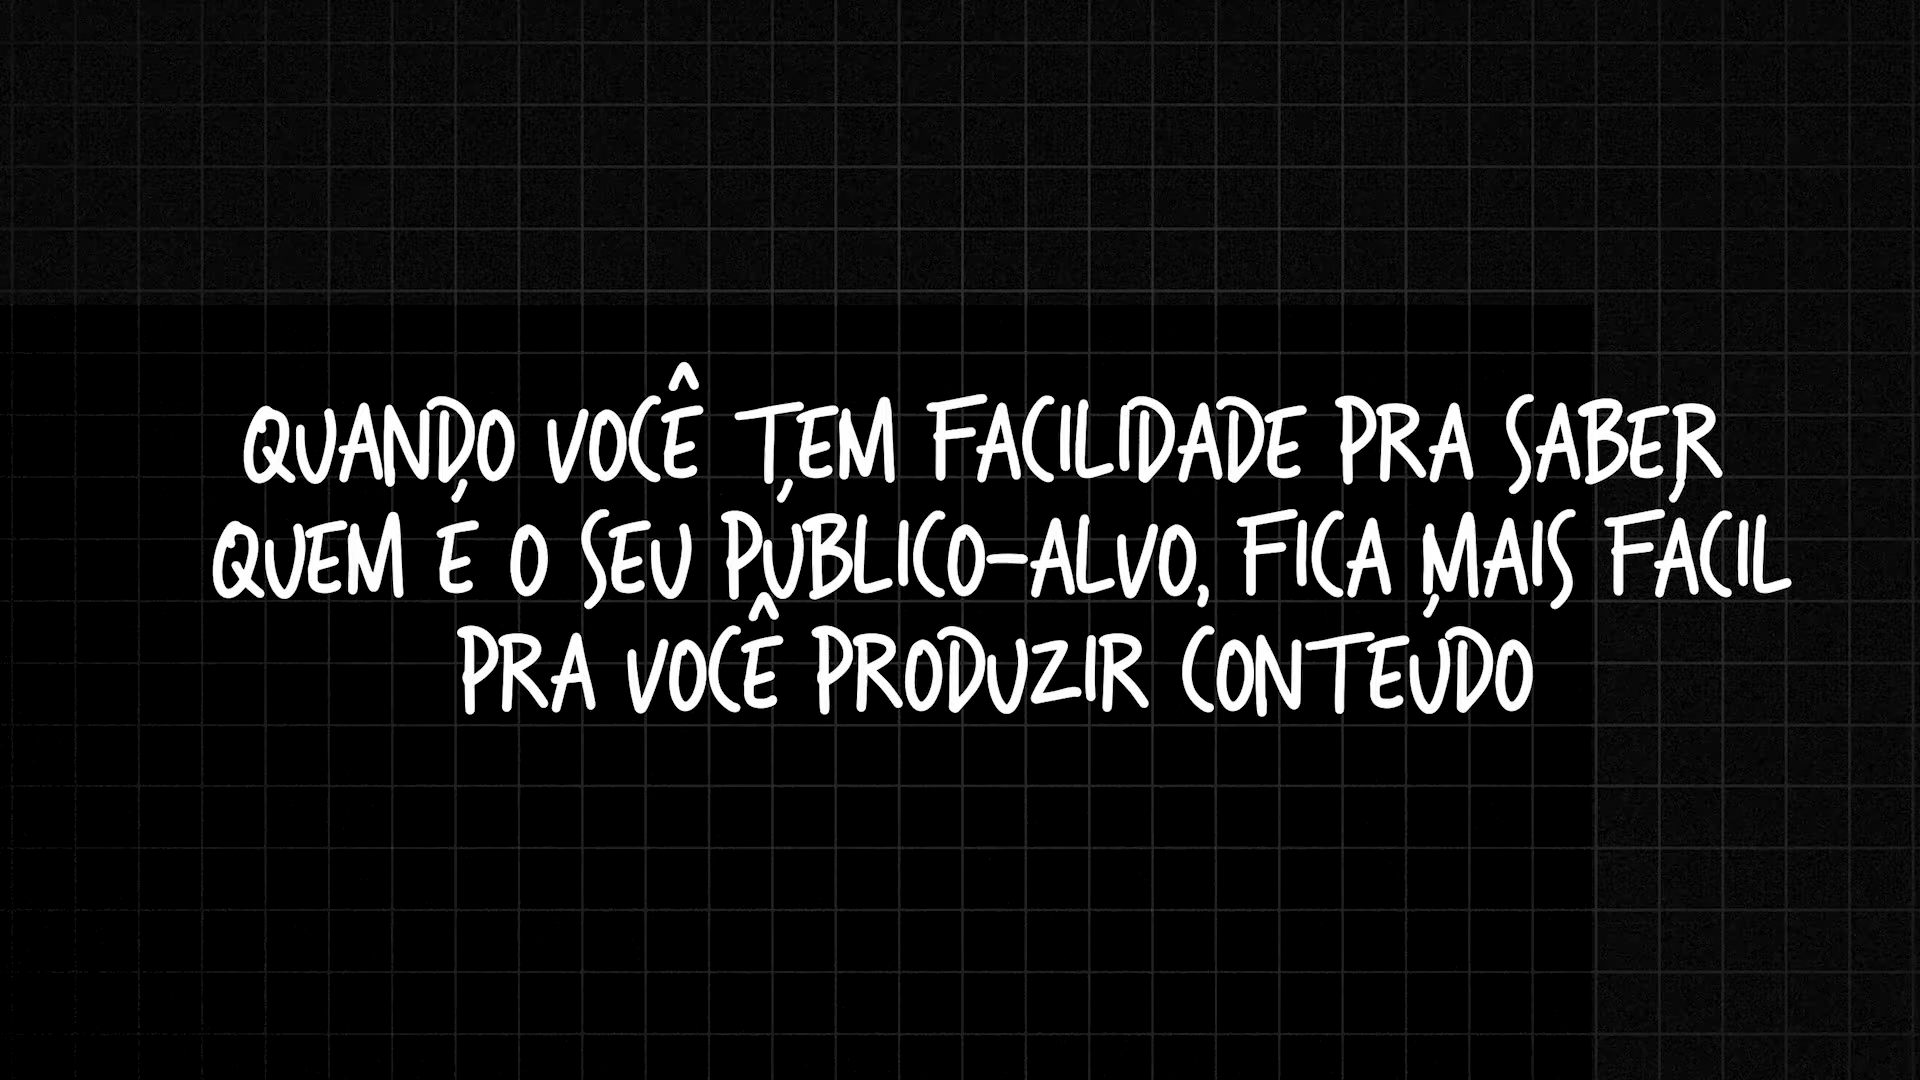 QUANDO VOCÊ TEM FACILIDADE PRA SABER
QUEM É O SEU PÚBLICO-ALVO, FICA MAIS FÁCIL
PRA VOCÊ PRODUZIR CONTEÚDO